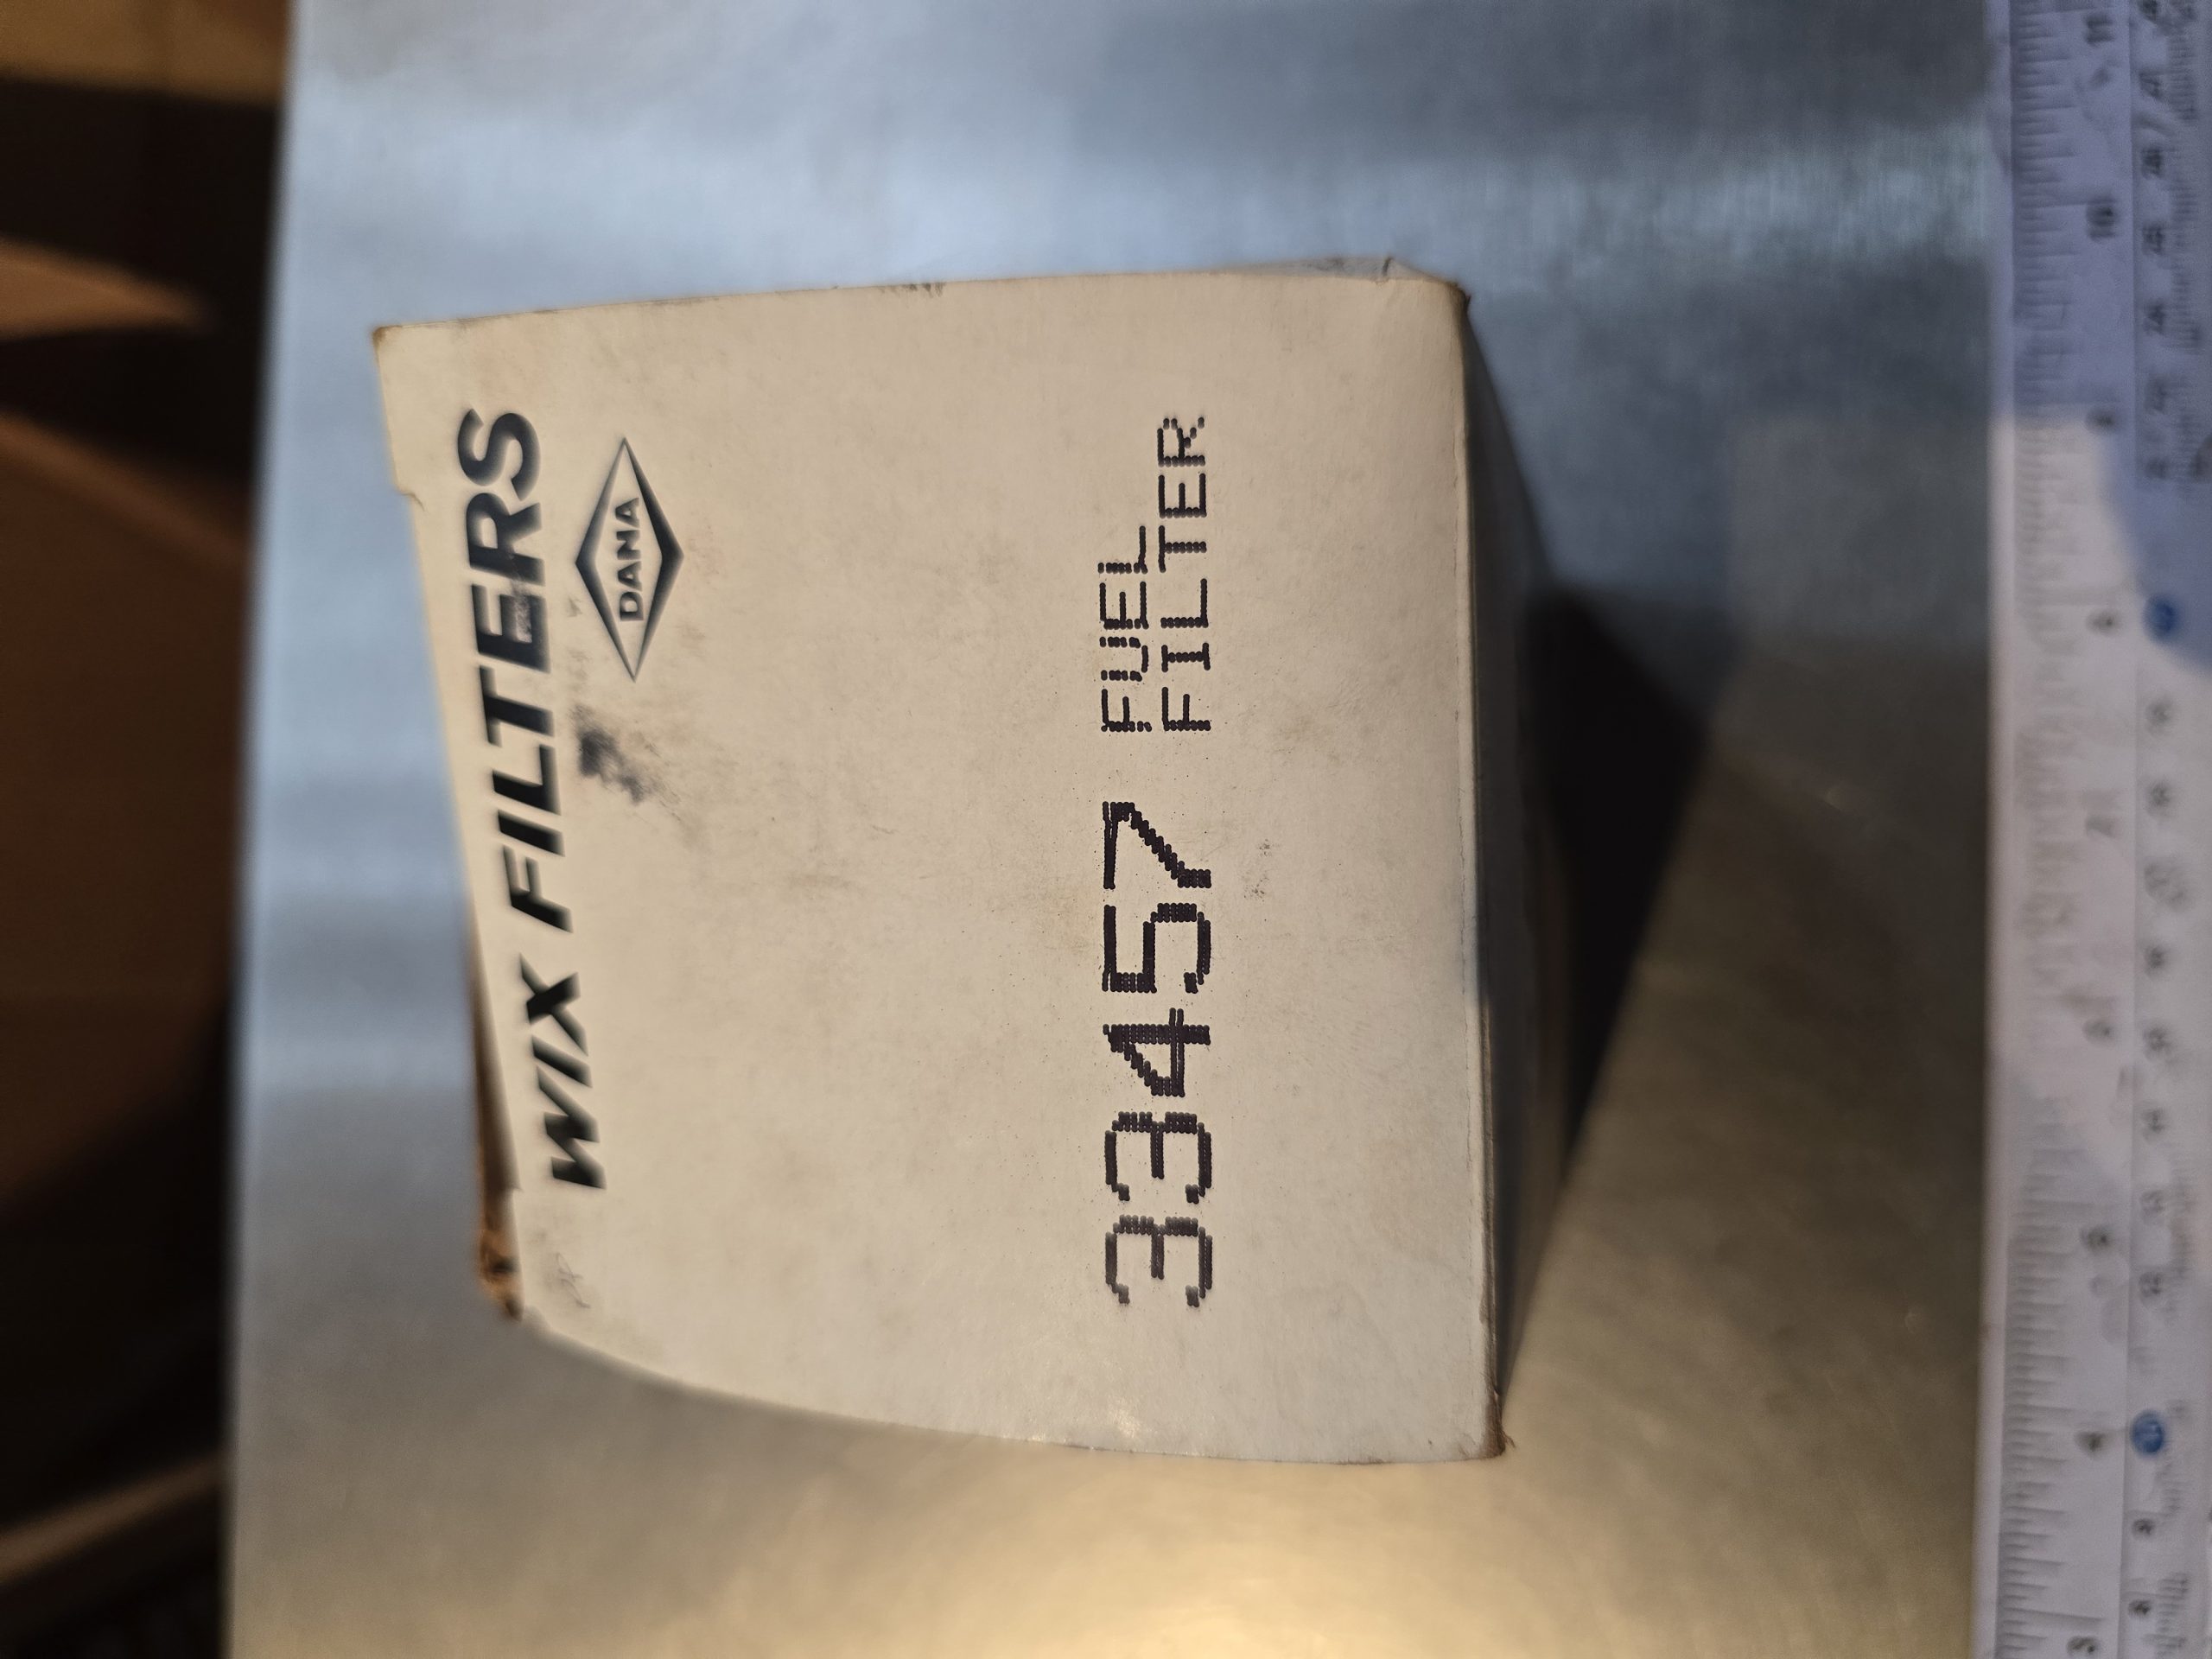 WIX FILTERS
DANA
33457 FUEL
FILTER